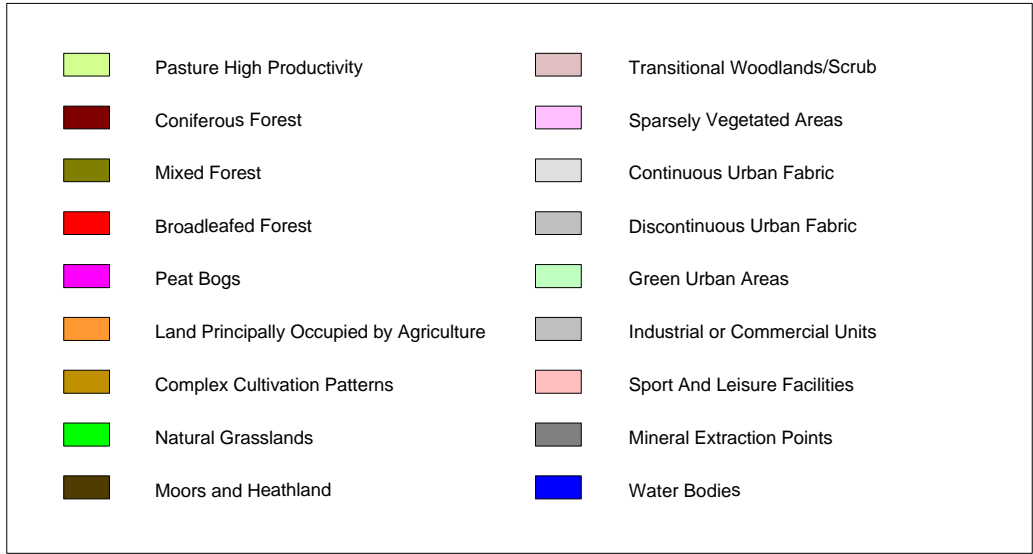 Pasture High Productivity
Coniferous Forest
Mixed Forest
Broadleafed Forest
Peat Bogs
Land Principally Occupied by Agriculture
Complex Cultivation Patterns
Natural Grasslands
Moors and Heathland
Transitional Woodlands/Scrub
Sparsely Vegetated Areas
Continuous Urban Fabric
Discontinuous Urban Fabric
Green Urban Areas
Industrial or Commercial Units
Sport And Leisure Facilities
Mineral Extraction Points
Water Bodies